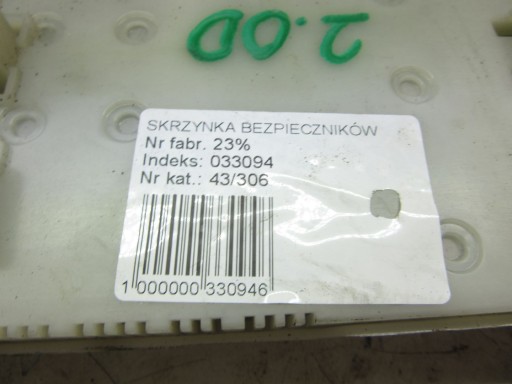 2.0D
SKRZYNKA BEZPIECZNIKÓW
Nr fabr. 23%
Indeks: 033094
Nr kat.: 43/306
1 000000 330946